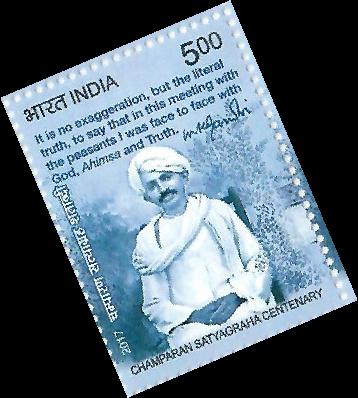 भारत INDIA 5.00
It is no exaggeration, but the literal
truth, to say that in this meeting with
the peasants I was face to face with
God, Ahimsa and Truth. MKGandhi
चम्पारण सत्याग्रह शताब्दी
2017
CHAMPARAN SATYAGRAHA CENTENARY